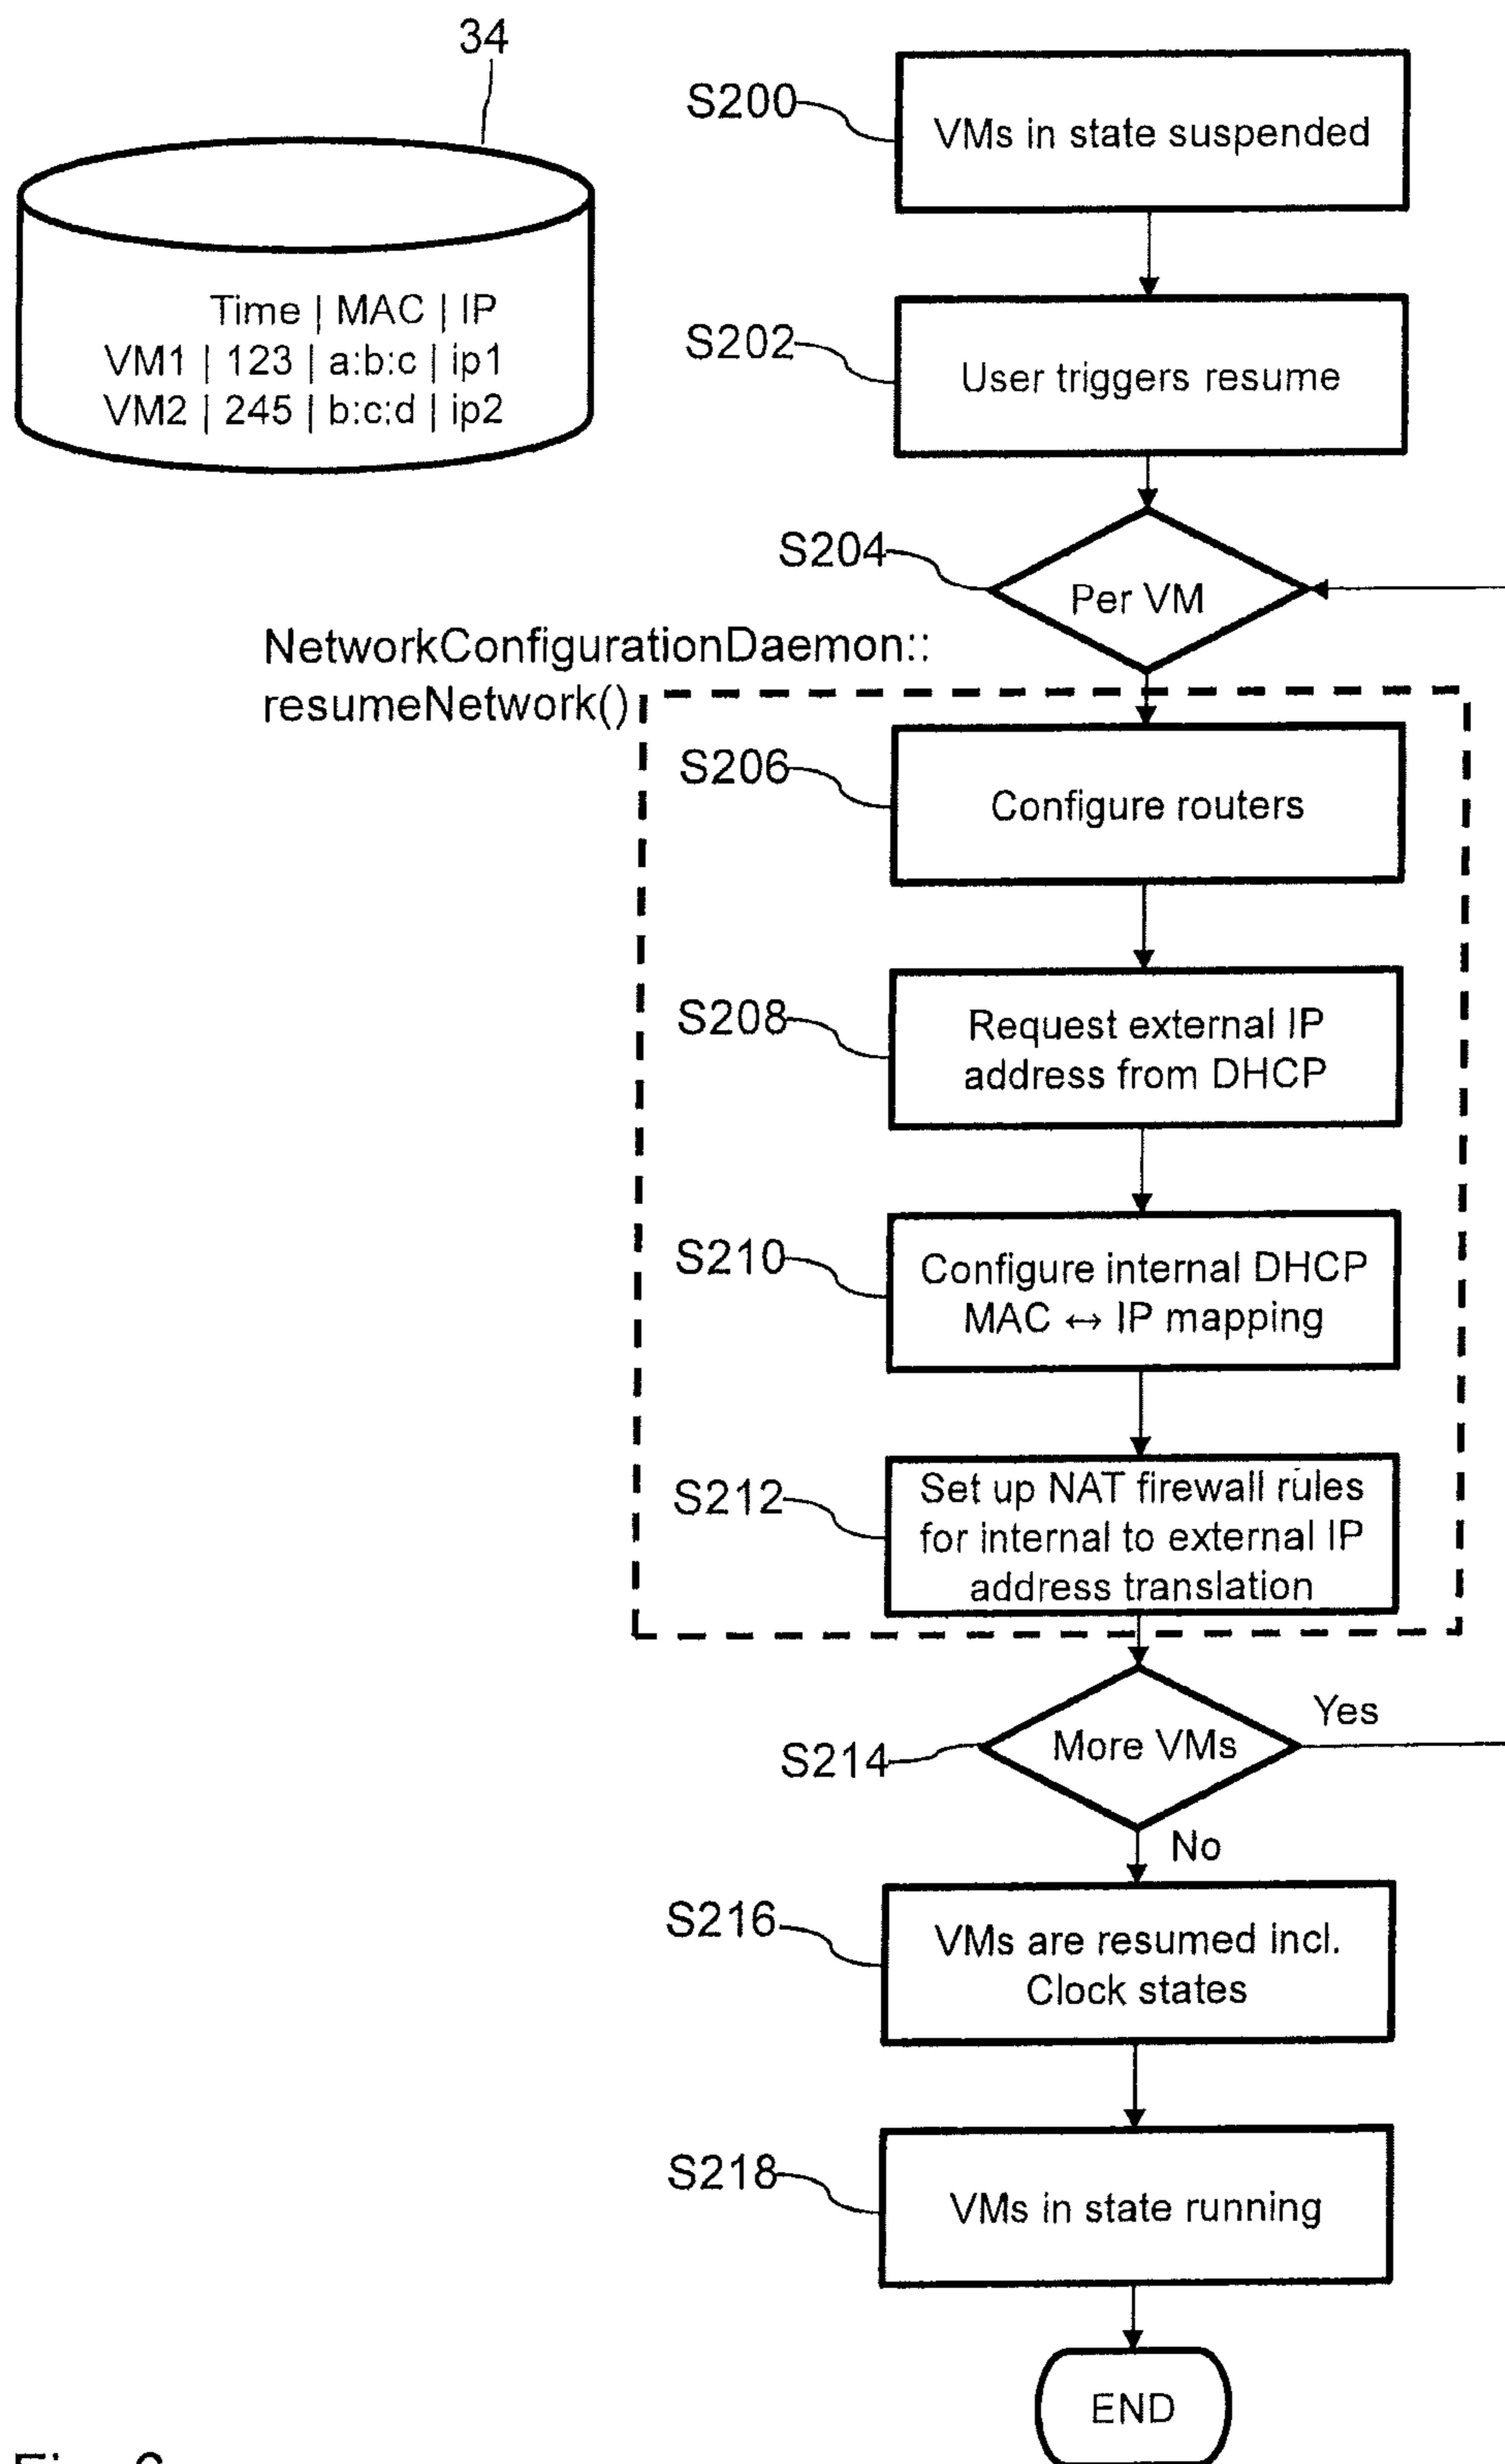 34
Time | MAC | IP
VM1 | 123 | a:b:c | ip1
VM2 | 245 | b:c:d | ip2
S200
VMs in state suspended
S202
User triggers resume
S204
Per VM
NetworkConfigurationDaemon::
resumeNetwork()
S206
Configure routers
S208
Request external IP
address from DHCP
S210
Configure internal DHCP
MAC ↔ IP mapping
S212
Set up NAT firewall rules
for internal to external IP
address translation
S214
More VMs
Yes
No
S216
VMs are resumed incl.
Clock states
S218
VMs in state running
END